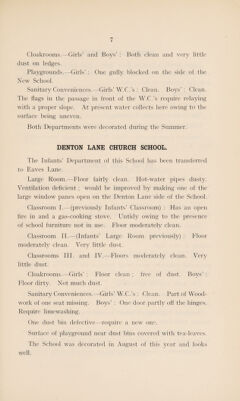 7
Cloakrooms.—Girls' and Boys': Both clean and very little
dust on ledges.
Playgrounds.—Girls': One gully blocked on the side of the
New School.
Sanitary Conveniences.—Girls' W.C.'s: Clean. Boys': Clean.
The flags in the passage in front of the W.C.'s require relaying
with a proper slope. At present water collects here owing to the
surface being uneven.
Both Departments were decorated during the Summer.
DENTON LANE CHURCH SCHOOL.
The Infants' Department of this School has been transferred
to Eaves Lane.
Large Room.—Floor fairly clean. Hot-water pipes dusty.
Ventilation deficient; would be improved by making one of the
large window panes open on the Denton Lane side of the School.
Classroom I.—(previously Infants' Classroom): Has an open
fire in and a gas-cooking stove. Untidy owing to the presence
of school furniture not in use. Floor moderately clean.
Classroom II.—(Infants' Large Room previously) Floor
moderately clean. Very little dust.
Classrooms III. and IV.—Floors moderately clean. Very
little dust.
Cloakrooms.—Girls': Floor clean; free of dust. Boys':
Floor dirty. Not much dust.
Sanitary Conveniences.—Girls' W.C.'s: Clean. Part of Wood-
work of one seat missing. Boys': One door partly off the hinges.
Require limewashing.
One dust bin defective—require a new one.
Surface of playground near dust bins covered with tea-leaves.
The School was decorated in August of this year and looks
well.